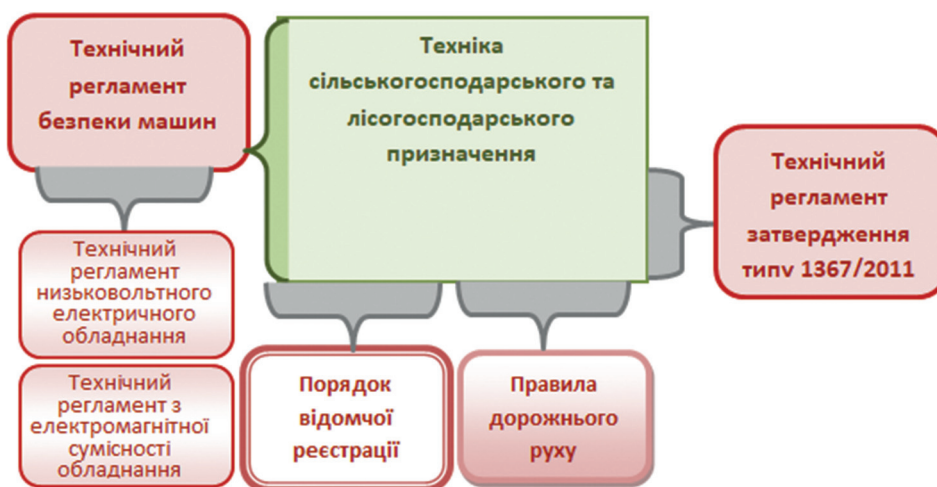 Технічний
регламент
безпеки машин
Техніка
сільськогосподарського та
лісогосподарського
призначення
Технічний
регламент
затвердження
типу 1367/2011
Технічний
регламент
низьковольтного
електричного
обладнання
Технічний
регламент з
електромагнітної
сумісності
обладнання
Порядок
відомчої
реєстрації
Правила
дорожнього
руху